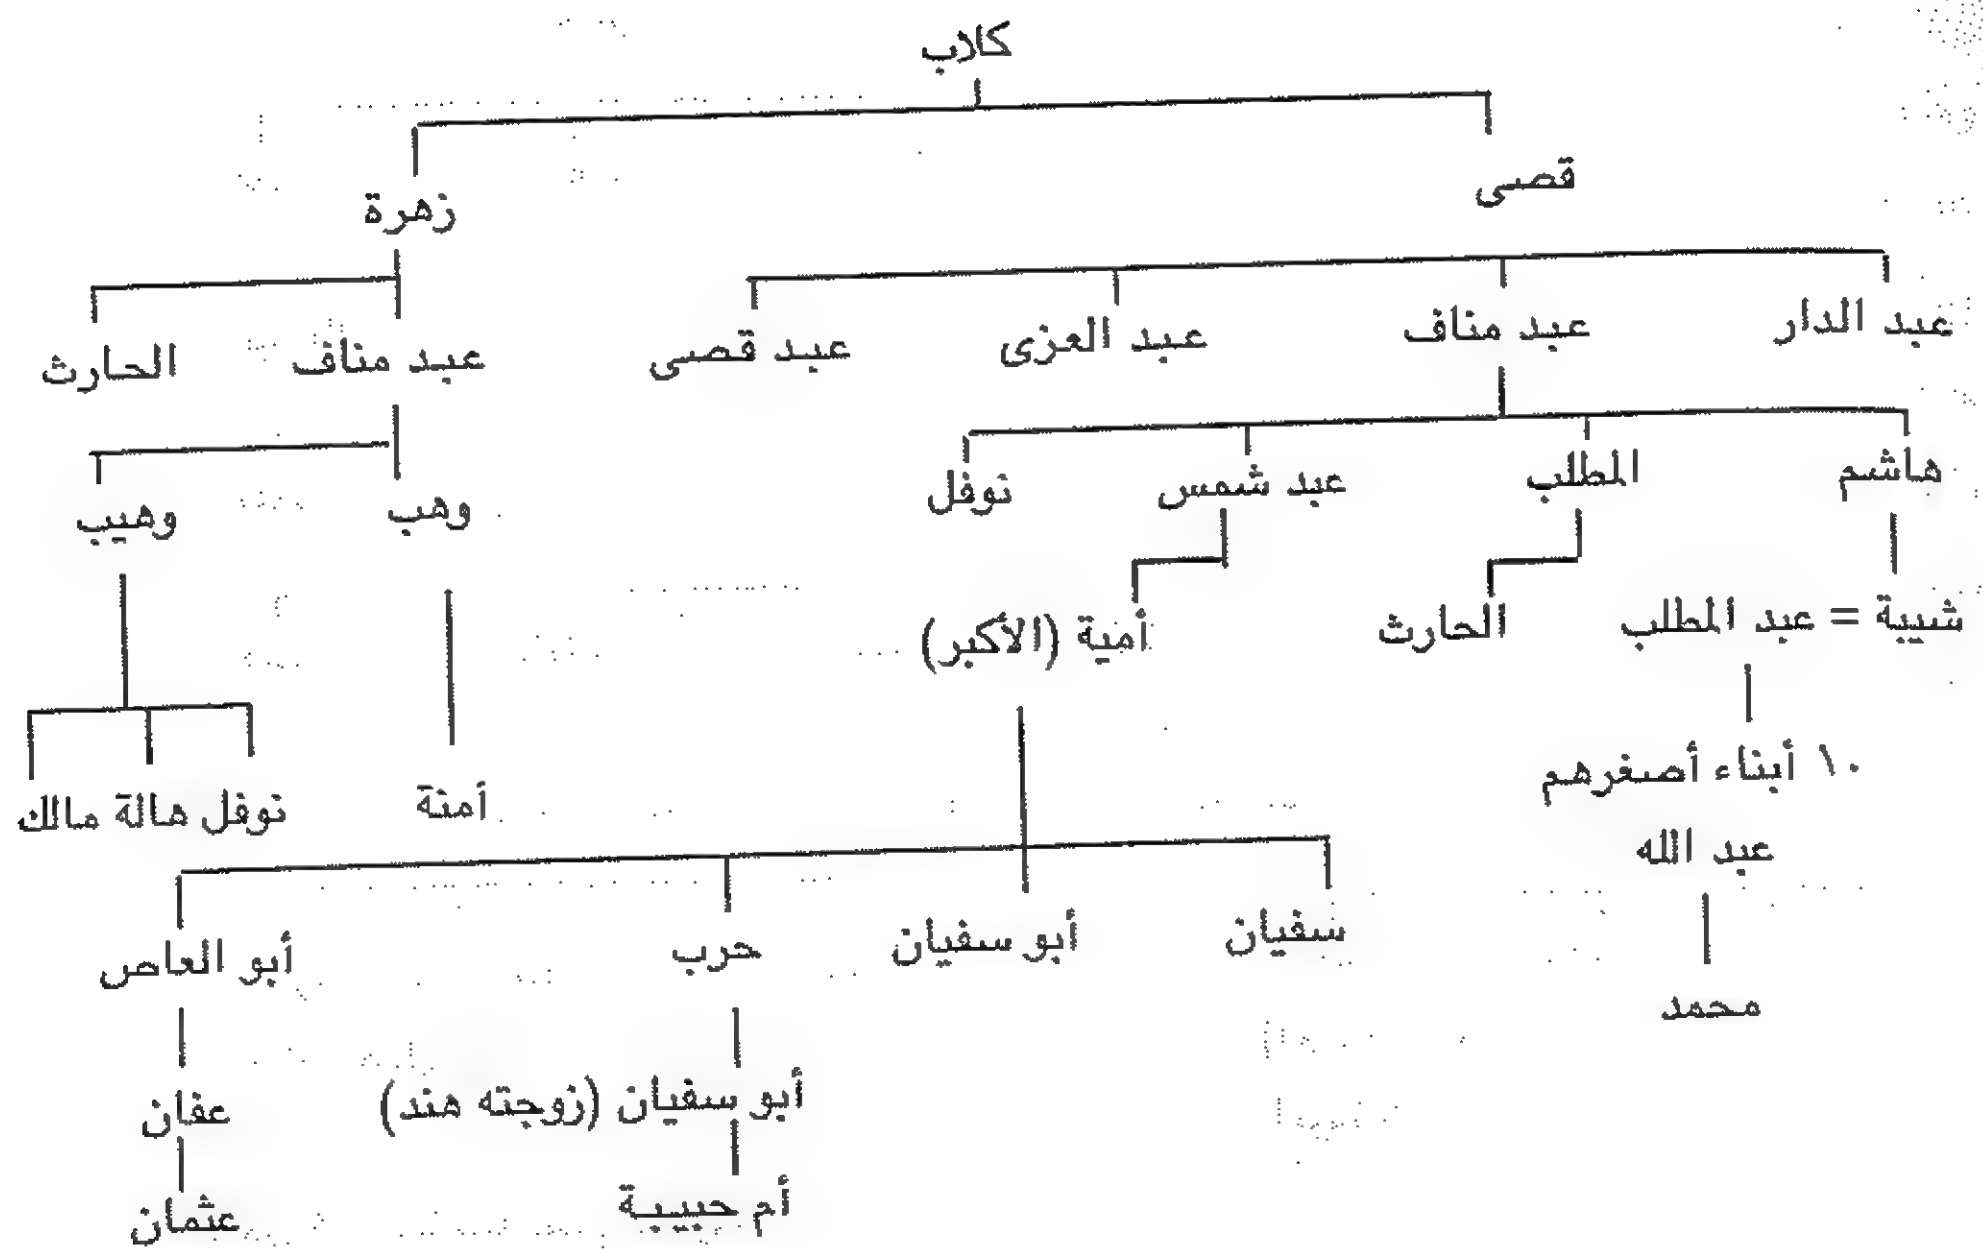 كلاب
قصى
زهرة
عبد الدار
عبد مناف
عبد العزى
عبد قصى
عبد مناف
الحارث
هاشم
المطلب
عبد شمس
نوفل
وهب
وهيب
شيبة = عبد المطلب
الحارث
أمية (الأكبر)
١٠ أبناء أصغرهم
عبد الله
أمنة
نوفل هالة مالك
سفيان
أبو سفيان
حرب
أبو العاص
محمد
أبو سفيان (زوجته هند)
عفان
أم حبيبة
عثمان